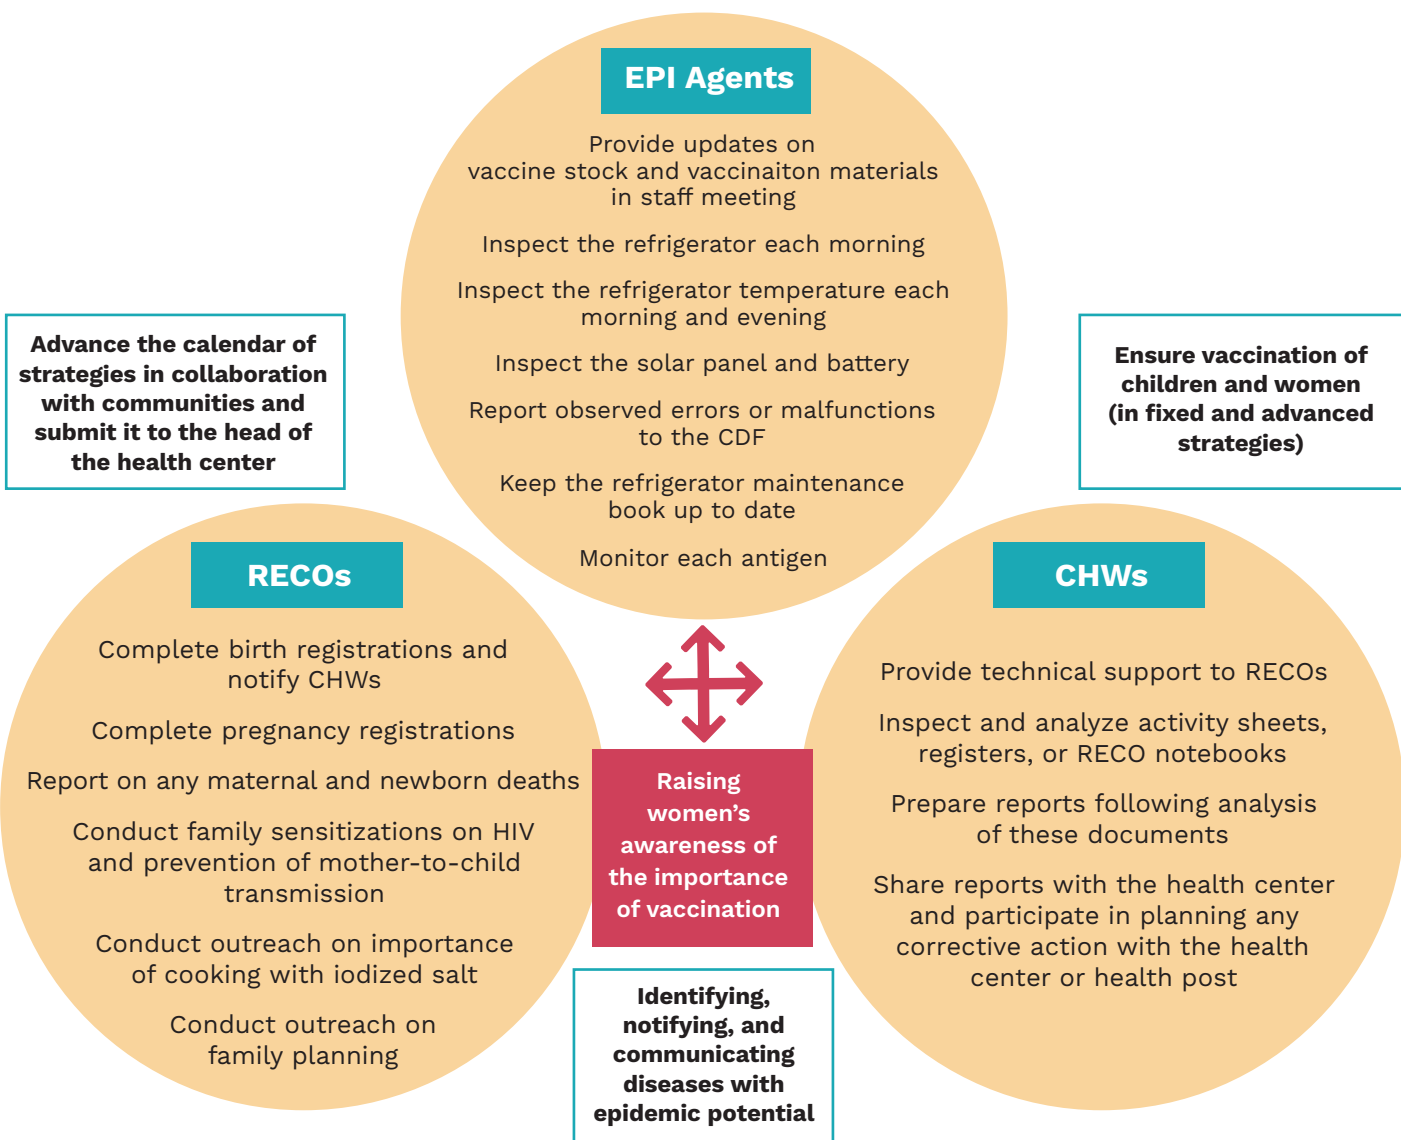 EPI Agents
Provide updates on
vaccine stock and vaccinaiton materials
in staff meeting
Inspect the refrigerator each morning
Inspect the refrigerator temperature each
morning and evening
Inspect the solar panel and battery
Report observed errors or malfunctions
to the CDF
Keep the refrigerator maintenance
book up to date
Monitor each antigen
Advance the calendar of
strategies in collaboration
with communities and
submit it to the head of
the health center
Ensure vaccination of
children and women
(in fixed and advanced
strategies)
RECOs
Complete birth registrations and
notify CHWs
Complete pregnancy registrations
Report on any maternal and newborn deaths
Conduct family sensitizations on HIV
and prevention of mother-to-child
transmission
Conduct outreach on importance
of cooking with iodized salt
Conduct outreach on
family planning
Raising
women’s
awareness of
the importance
of vaccination
Identifying,
notifying, and
communicating
diseases with
epidemic potential
CHWs
Provide technical support to RECOs
Inspect and analyze activity sheets,
registers, or RECO notebooks
Prepare reports following analysis
of these documents
Share reports with the health center
and participate in planning any
corrective action with the health
center or health post